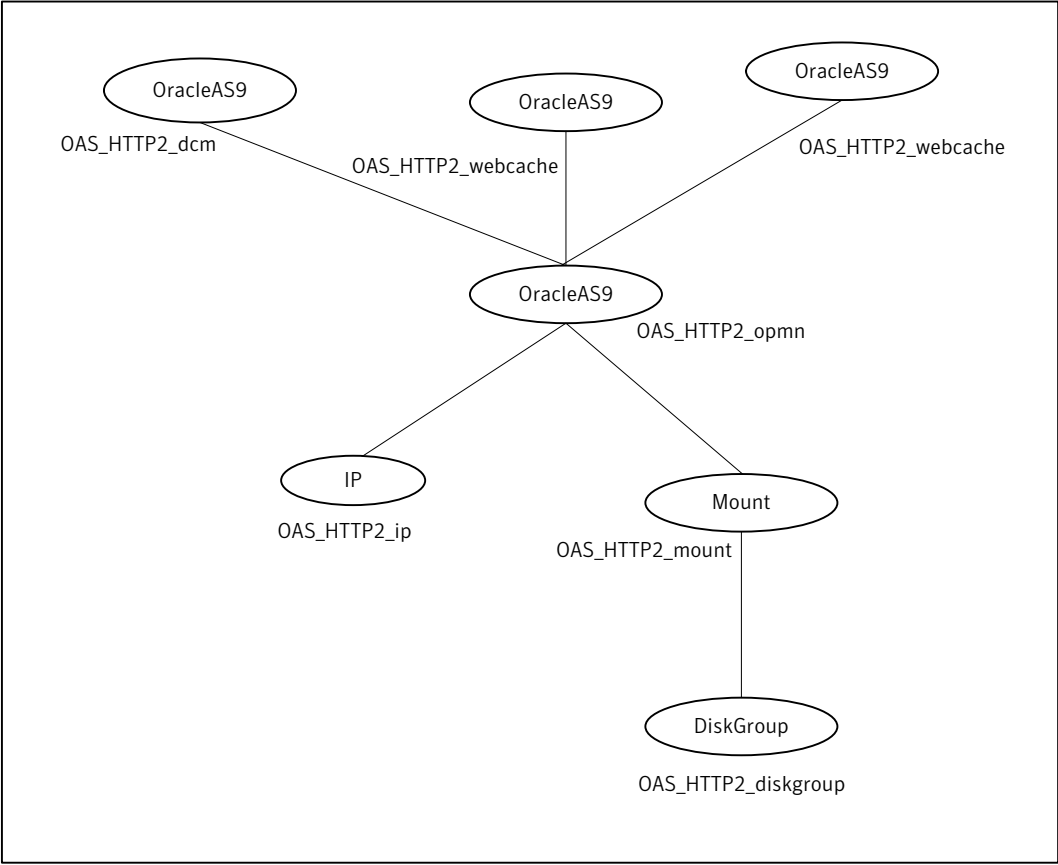 OracleAS9
OAS_HTTP2_dcm
OracleAS9
OAS_HTTP2_webcache
OracleAS9
OAS_HTTP2_webcache
OracleAS9
OAS_HTTP2_opmn
IP
OAS_HTTP2_ip
Mount
OAS_HTTP2_mount
DiskGroup
OAS_HTTP2_diskgroup